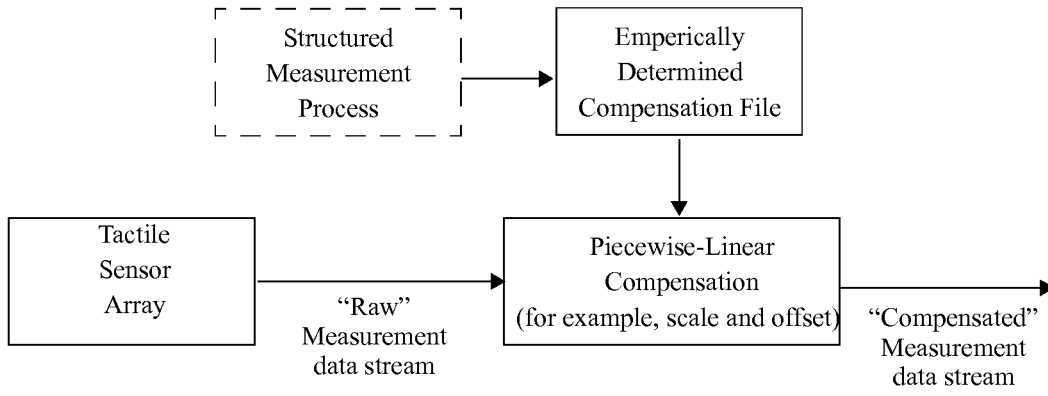 Structured
Measurement
Process
Emperically
Determined
Compensation File
Tactile
Sensor
Array
“Raw”
Measurement
data stream
Piecewise-Linear
Compensation
(for example, scale and offset)
“Compensated”
Measurement
data stream